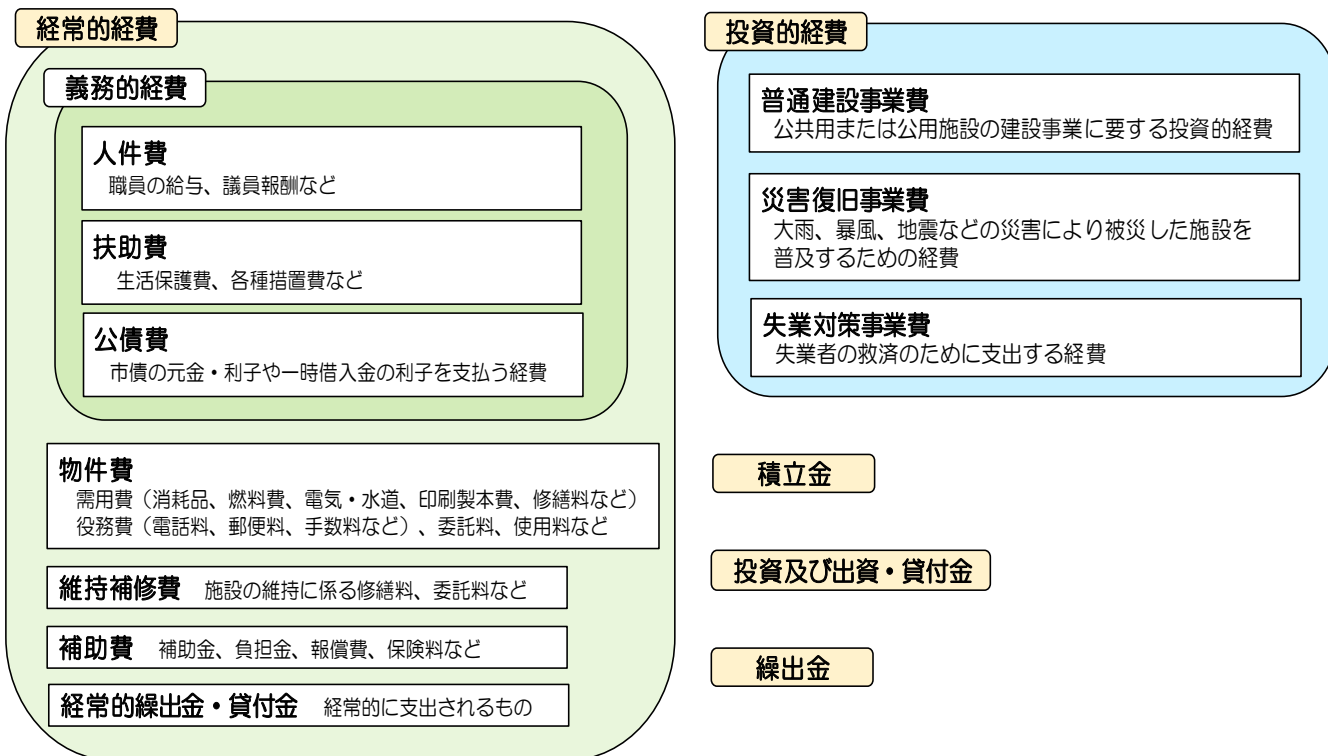 経常的経費
義務的経費
人件費
職員の給与、議員報酬など
扶助費
生活保護費、各種措置費など
公債費
市債の元金・利子や一時借入金の利子を支払う経費
物件費
需用費（消耗品、燃料費、電気・水道、印刷製本費、修繕料など）
役務費（電話料、郵便料、手数料など）、委託料、使用料など
維持補修費 施設の維持に係る修繕料、委託料など
補助費 補助金、負担金、報償費、保険料など
経常的繰出金・貸付金 経常的に支出されるもの
投資的経費
普通建設事業費
公共用または公用施設の建設事業に要する投資的経費
災害復旧事業費
大雨、暴風、地震などの災害により被災した施設を
普及するための経費
失業対策事業費
失業者の救済のために支出する経費
積立金
投資及び出資・貸付金
繰出金